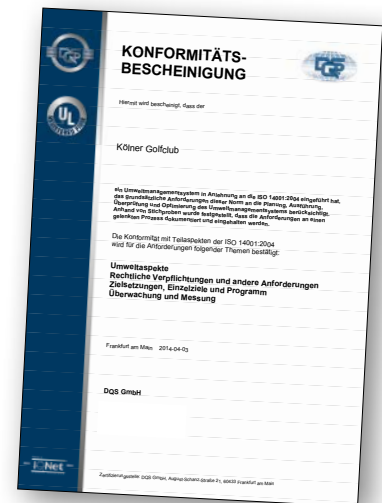 DQS
UL
KONFORMITÄTS-
BESCHEINIGUNG
DQS
Hiermit wird bescheinigt, dass der
Kölner Golfclub
ein Umweltmanagementsystem in Anlehnung an die ISO 14001:2004 eingeführt hat,
das grundsätzliche Anforderungen dieser Norm an die Planung, Ausführung,
Überprüfung und Optimierung des Umweltmanagementsystems berücksichtigt.
Anhand von Stichproben wurde festgestellt, dass die Anforderungen an einen
gelenkten Prozess dokumentiert und eingehalten werden.
Die Konformität mit Teilaspekten der ISO 14001:2004
wird für die Anforderungen folgender Themen bestätigt:
Umweltaspekte
Rechtliche Verpflichtungen und andere Anforderungen
Zielsetzungen, Einzelziele und Programm
Überwachung und Messung
Frankfurt am Main 2014-04-03
DQS GmbH
IQNet
Zertifizierungsstelle: DQS GmbH, August-Schanz-Straße 21, 60433 Frankfurt am Main